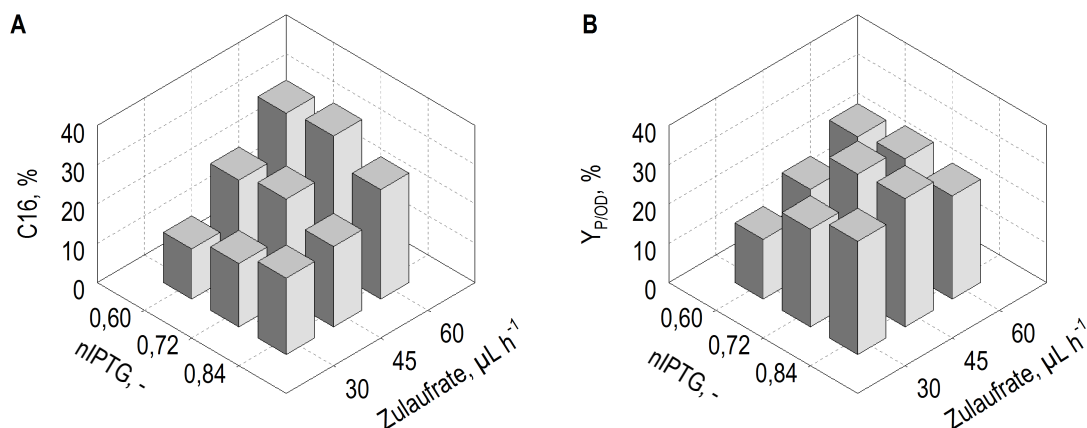 A
C16, %
40
30
20
10
0
0,60
0,72
0,84
nIPTG, -
30
45
60
Zulaufrate, µL h⁻¹
B
Y_P/OD, %
40
30
20
10
0
0,60
0,72
0,84
nIPTG, -
30
45
60
Zulaufrate, µL h⁻¹